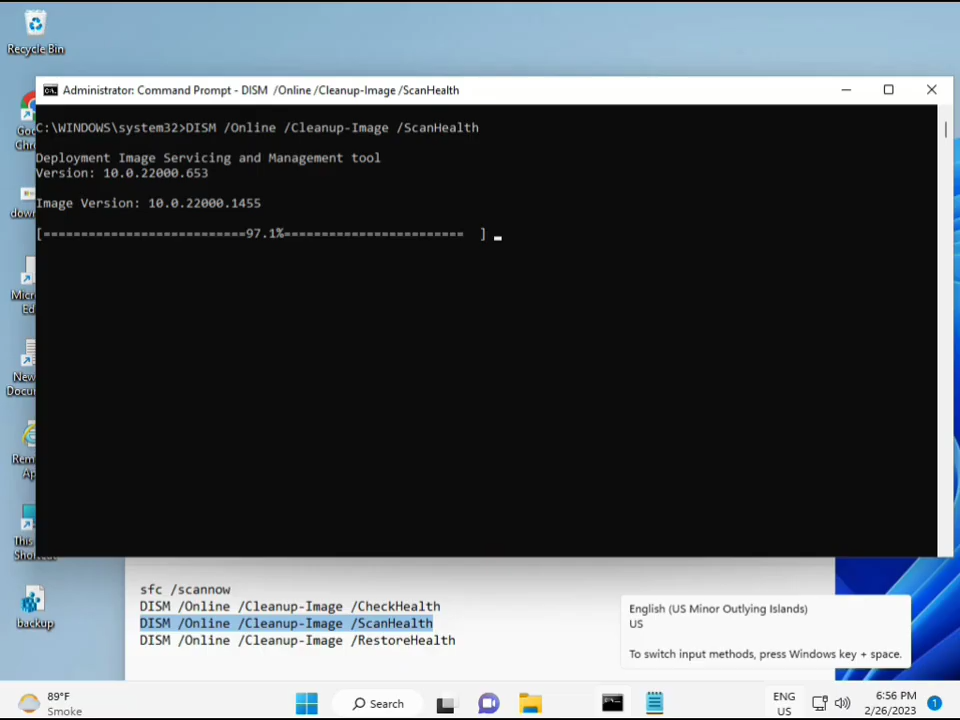 Recycle Bin
Administrator: Command Prompt - DISM /Online /Cleanup-Image /ScanHealth
C:\WINDOWS\system32>DISM /Online /Cleanup-Image /ScanHealth
Deployment Image Servicing and Management tool
Version: 10.0.22000.653
Image Version: 10.0.22000.1455
[===========================97.1%======================== ]
sfc /scannow
DISM /Online /Cleanup-Image /CheckHealth
DISM /Online /Cleanup-Image /ScanHealth
DISM /Online /Cleanup-Image /RestoreHealth
backup
English (US Minor Outlying Islands)
US
To switch input methods, press Windows key + space.
89°F
Smoke
Search
ENG
US
6:56 PM
2/26/2023
1